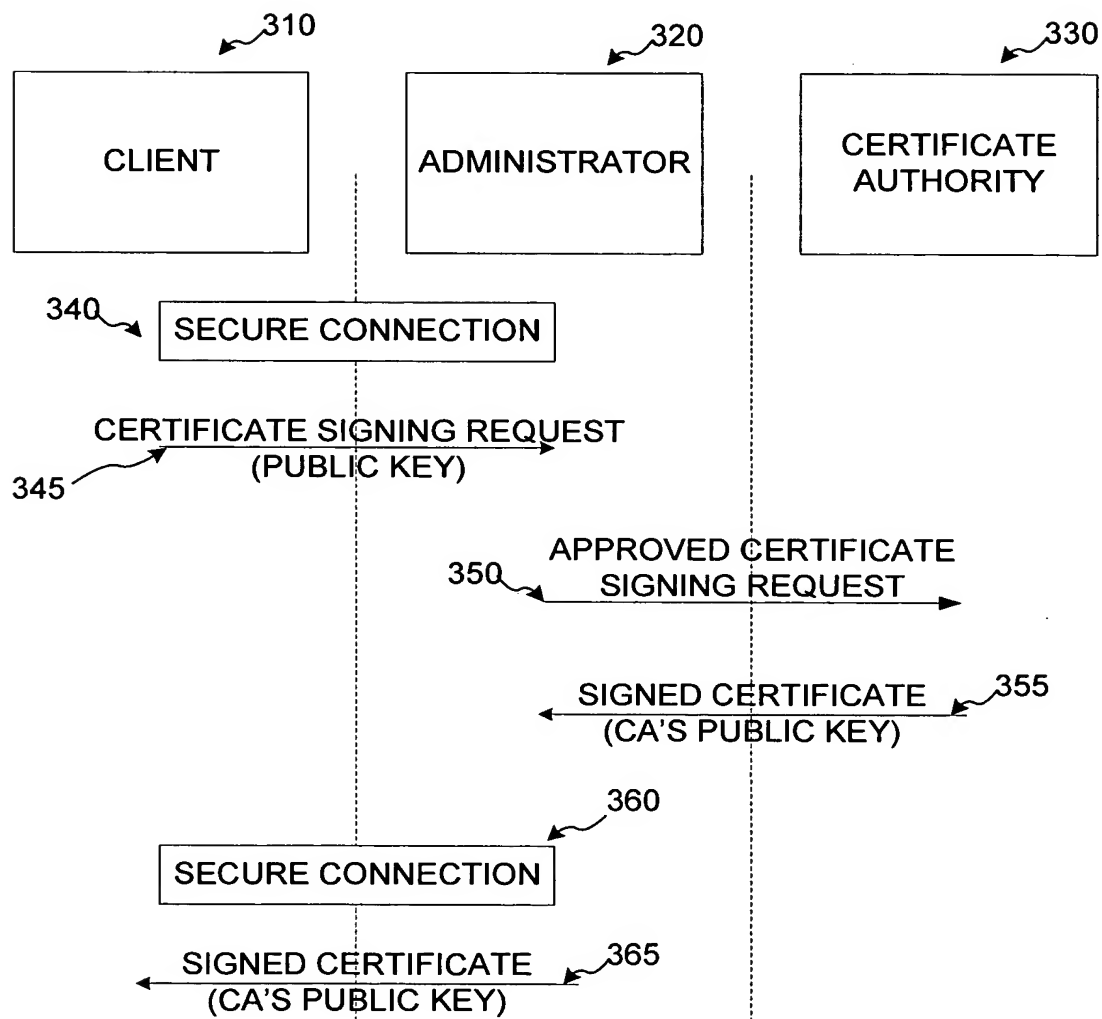 310
320
330
CLIENT
ADMINISTRATOR
CERTIFICATE
AUTHORITY
340
SECURE CONNECTION
CERTIFICATE SIGNING REQUEST
(PUBLIC KEY)
345
APPROVED CERTIFICATE
SIGNING REQUEST
350
SIGNED CERTIFICATE
(CA'S PUBLIC KEY)
355
360
SECURE CONNECTION
SIGNED CERTIFICATE
(CA'S PUBLIC KEY)
365